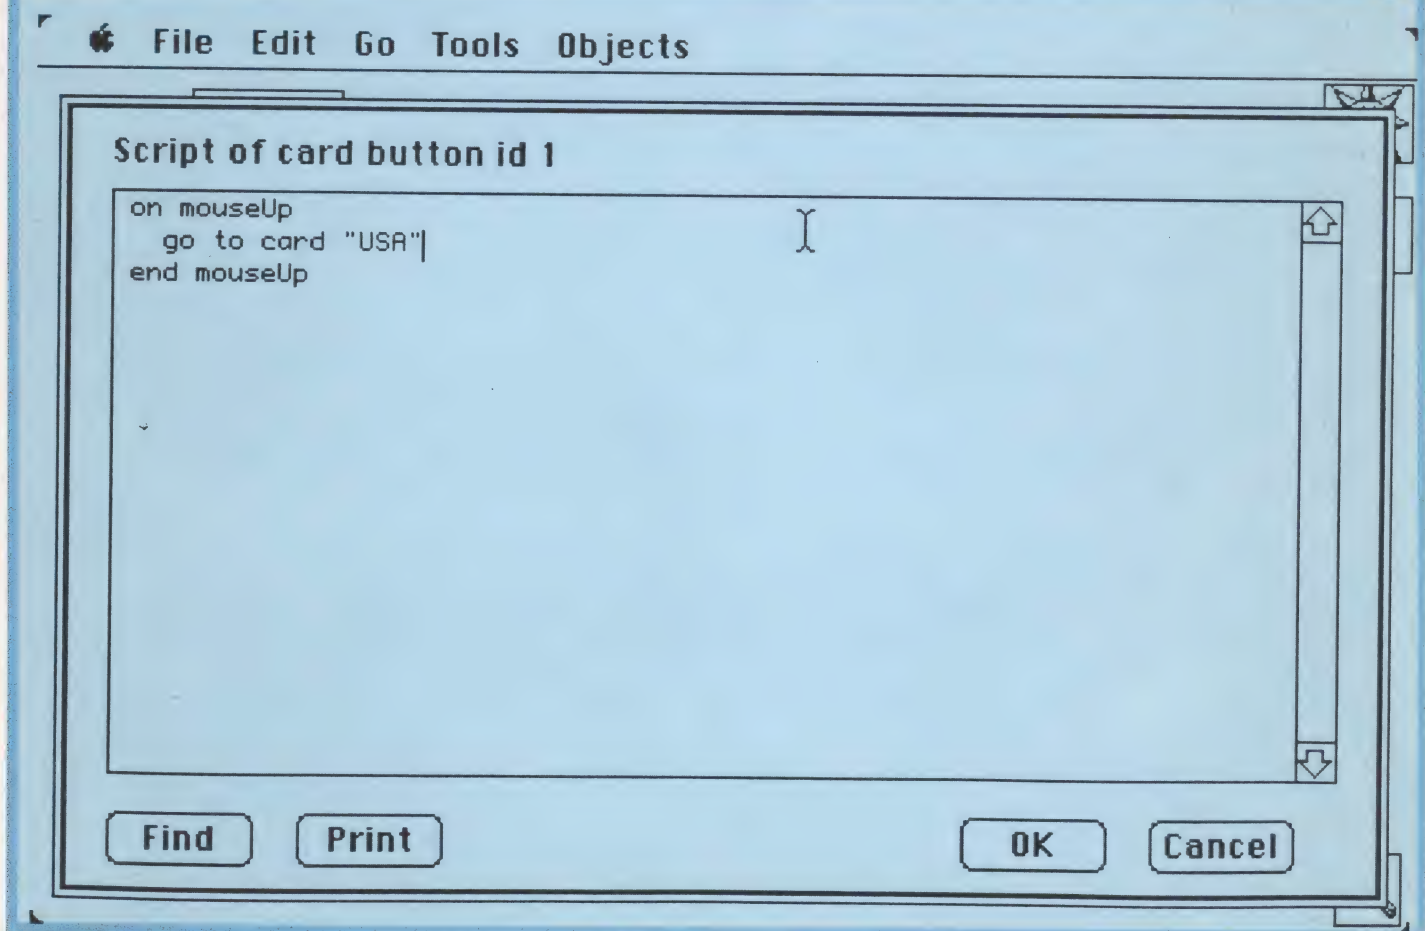 File Edit Go Tools Objects
Script of card button id 1
on mouseUp
go to card "USA"
end mouseUp
Find Print OK Cancel